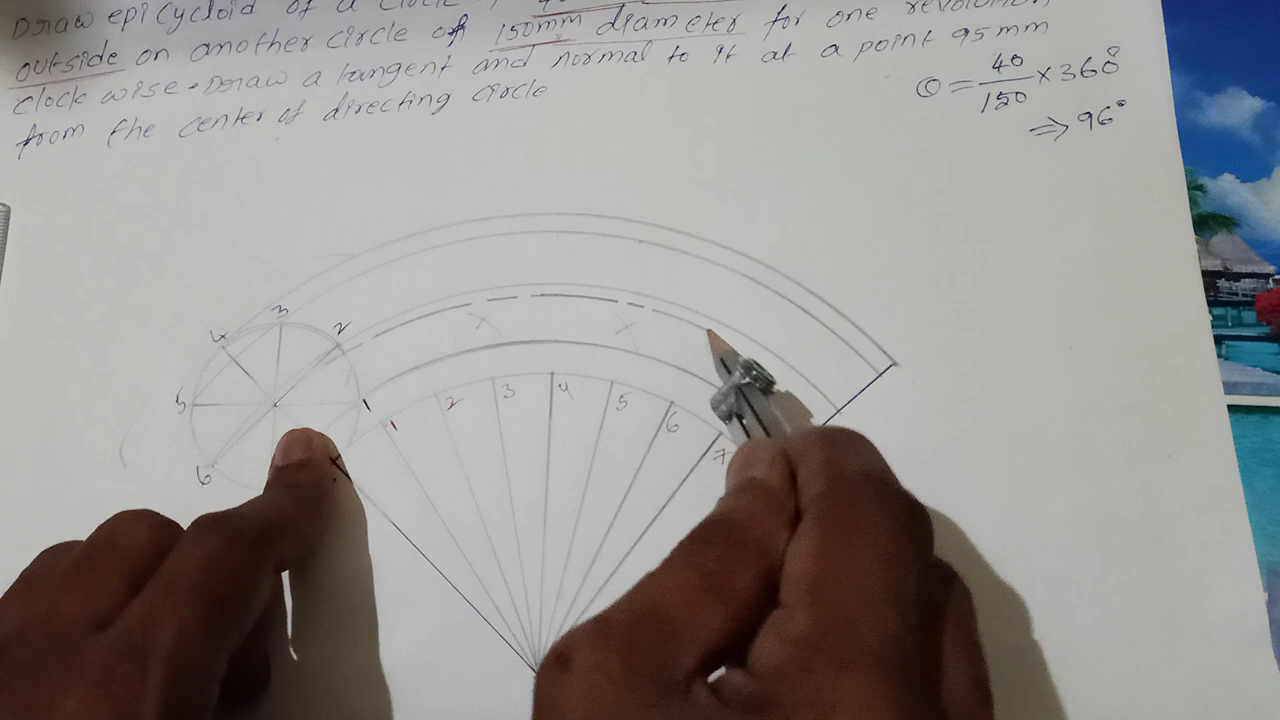 Draw epicycloid of a circle
outside on another circle of 150mm diameter for one revolution
clock wise. Draw a tangent and normal to it at a point 95mm
from the center of directing circle
θ = 40/150 × 360°
⇒ 96°
3
2
4
5
1
6
1
2
3
4
5
6
7